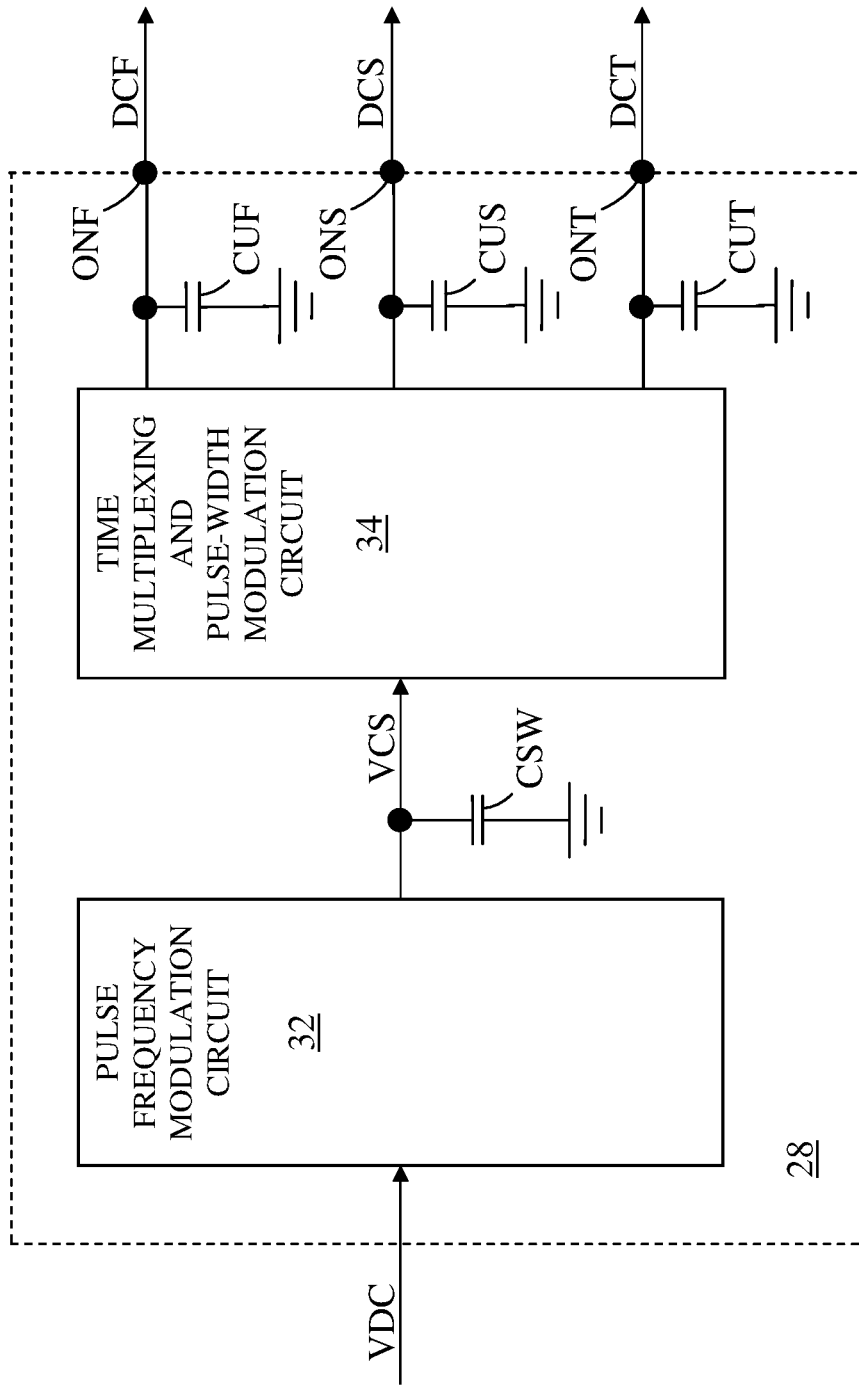 VDC
28
PULSE
FREQUENCY
MODULATION
CIRCUIT
32
VCS
CSW
TIME
MULTIPLEXING
AND
PULSE-WIDTH
MODULATION
CIRCUIT
34
ONF
CUF
DCF
ONS
CUS
DCS
ONT
CUT
DCT